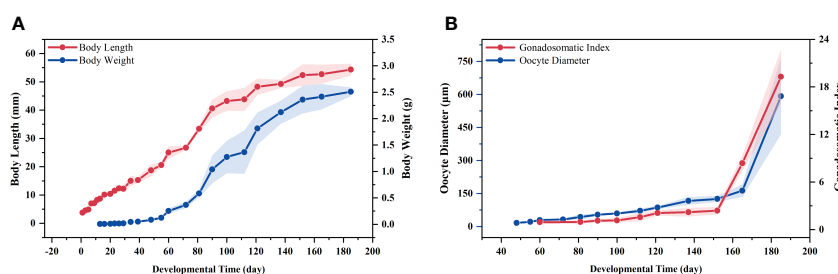 A
B
Body Length
Body Weight
Body Length (mm)
60
50
40
30
20
10
0
3.5
3.0
2.5
2.0
1.5
1.0
0.5
0.0
Body Weight (g)
-20 0 20 40 60 80 100 120 140 160 180 200
Developmental Time (day)
Gonadosomatic Index
Oocyte Diameter
Oocyte Diameter (μm)
750
600
450
300
150
0
24
18
12
6
0
40 60 80 100 120 140 160 180 200
Developmental Time (day)